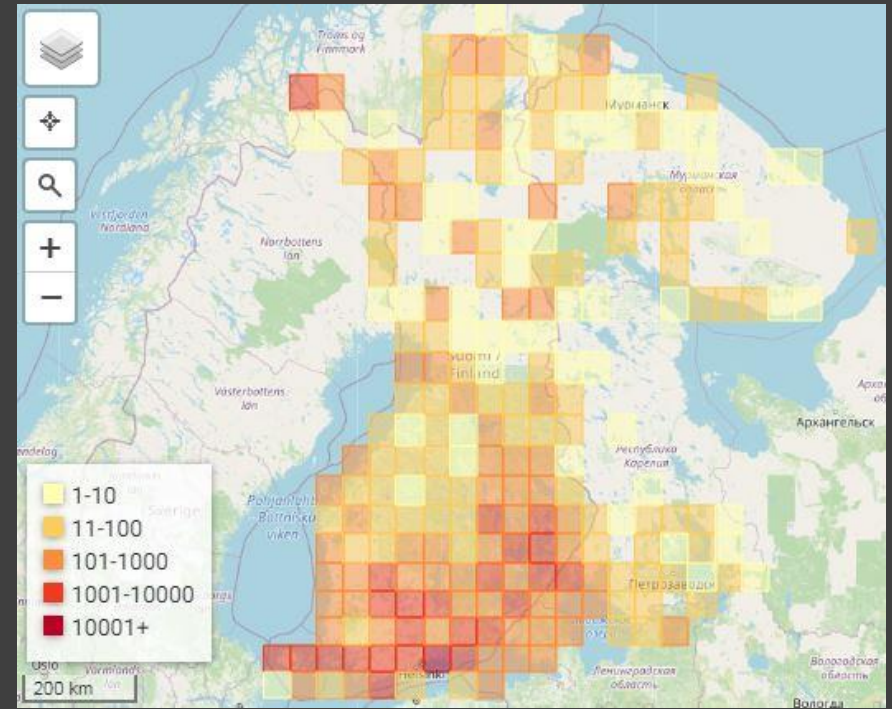 Troms og
Finnmark
Мурманск
Мурманская
область
Vestfjorden
Nordland
Norrbottens
län
Suomi /
Finland
Västerbottens
län
Архангельск
Республика
Карелия
Pohjanlahti
Bottniska
viken
Sverige
Петрозаводск
Helsinki
Ленинградская
область
Вологодская
область
Вологда
Oslo
Värmlands
län
1-10
11-100
101-1000
1001-10000
10001+
200 km